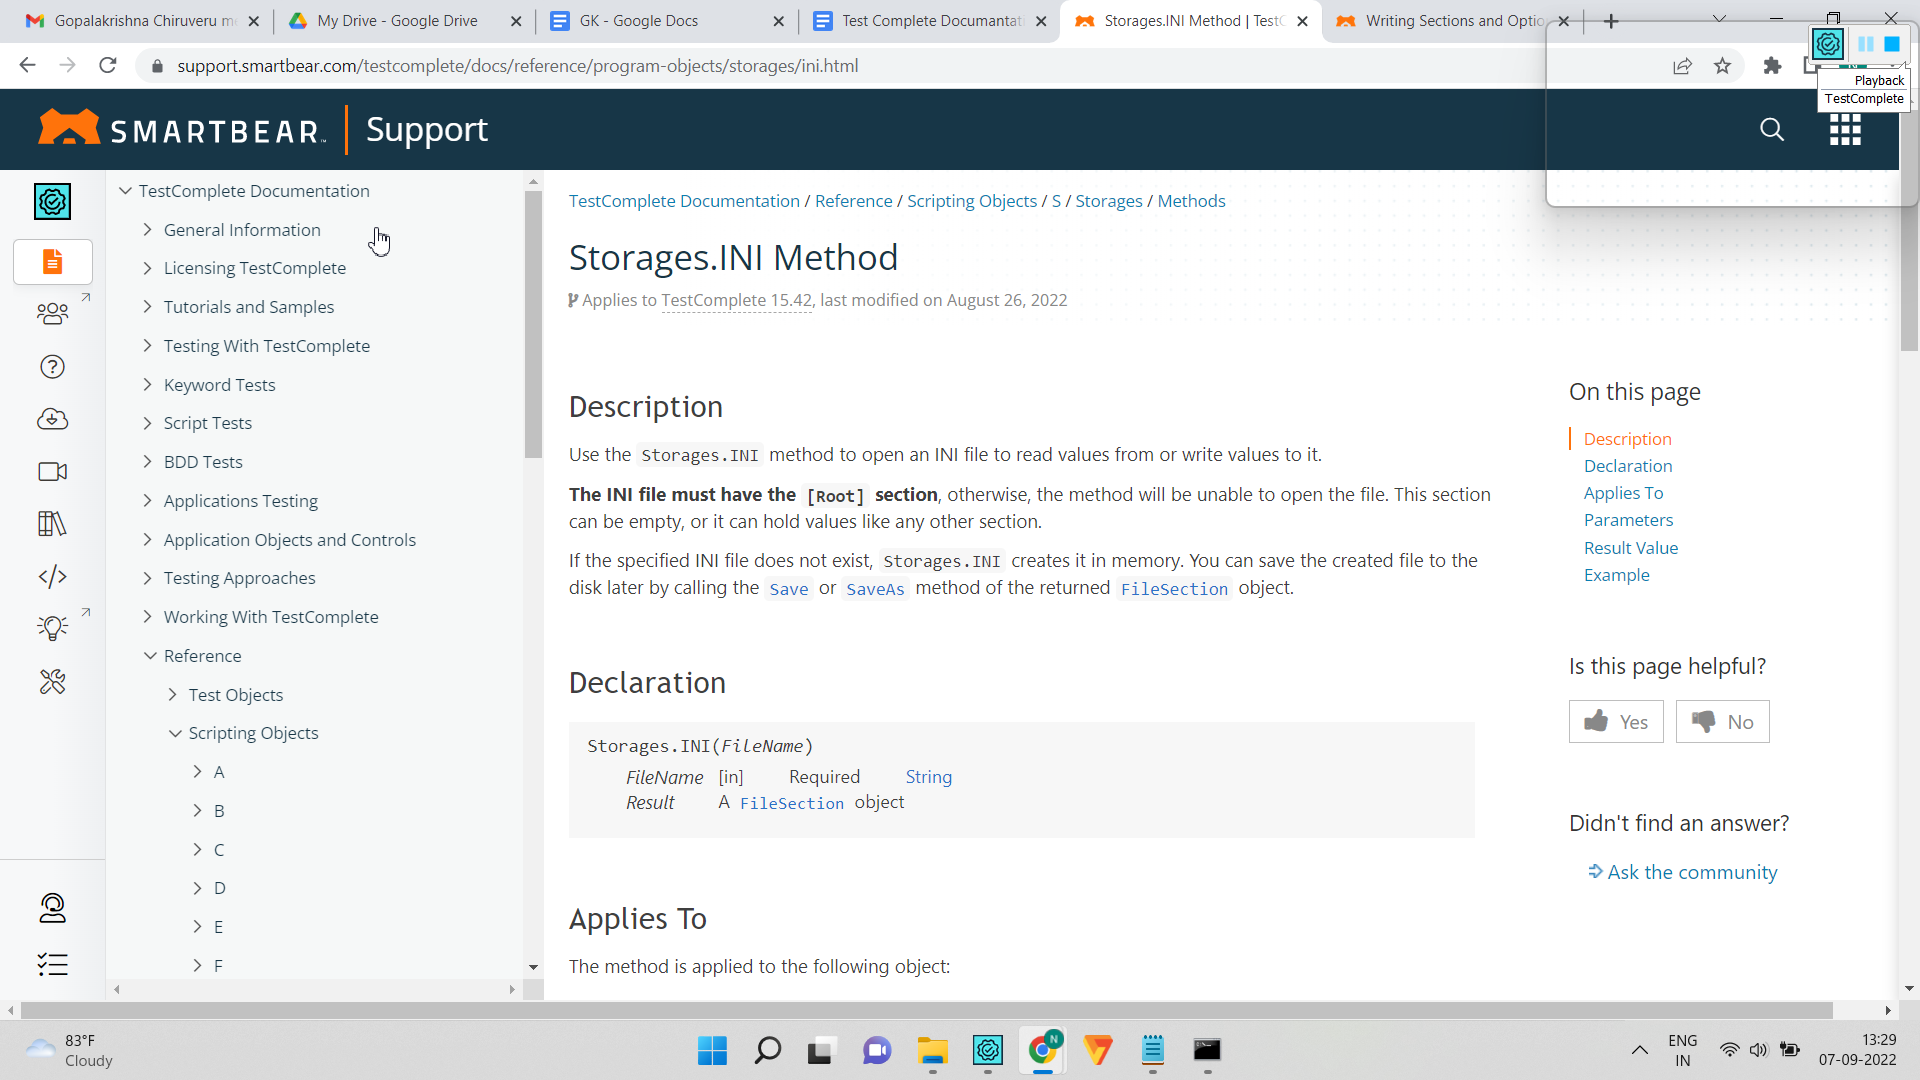 Gopalakrishna Chiruveru m
My Drive - Google Drive
GK - Google Docs
Test Complete Documantat
Storages.INI Method | TestC
Writing Sections and Optio
support.smartbear.com/testcomplete/docs/reference/program-objects/storages/ini.html
Playback
TestComplete
SMARTBEAR
Support
TestComplete Documentation
General Information
Licensing TestComplete
Tutorials and Samples
Testing With TestComplete
Keyword Tests
Script Tests
BDD Tests
Applications Testing
Application Objects and Controls
Testing Approaches
Working With TestComplete
Reference
Test Objects
Scripting Objects
A
B
C
D
E
F
TestComplete Documentation / Reference / Scripting Objects / S / Storages / Methods
Storages.INI Method
Applies to TestComplete 15.42, last modified on August 26, 2022
Description
Use the Storages.INI method to open an INI file to read values from or write values to it.
The INI file must have the [Root] section, otherwise, the method will be unable to open the file. This section
can be empty, or it can hold values like any other section.
If the specified INI file does not exist, Storages.INI creates it in memory. You can save the created file to the
disk later by calling the Save or SaveAs method of the returned FileSection object.
Declaration
Storages.INI(FileName)
FileName [in] Required String
Result A FileSection object
Applies To
The method is applied to the following object:
On this page
Description
Declaration
Applies To
Parameters
Result Value
Example
Is this page helpful?
Yes
No
Didn't find an answer?
Ask the community
83°F
Cloudy
N
ENG
IN
13:29
07-09-2022